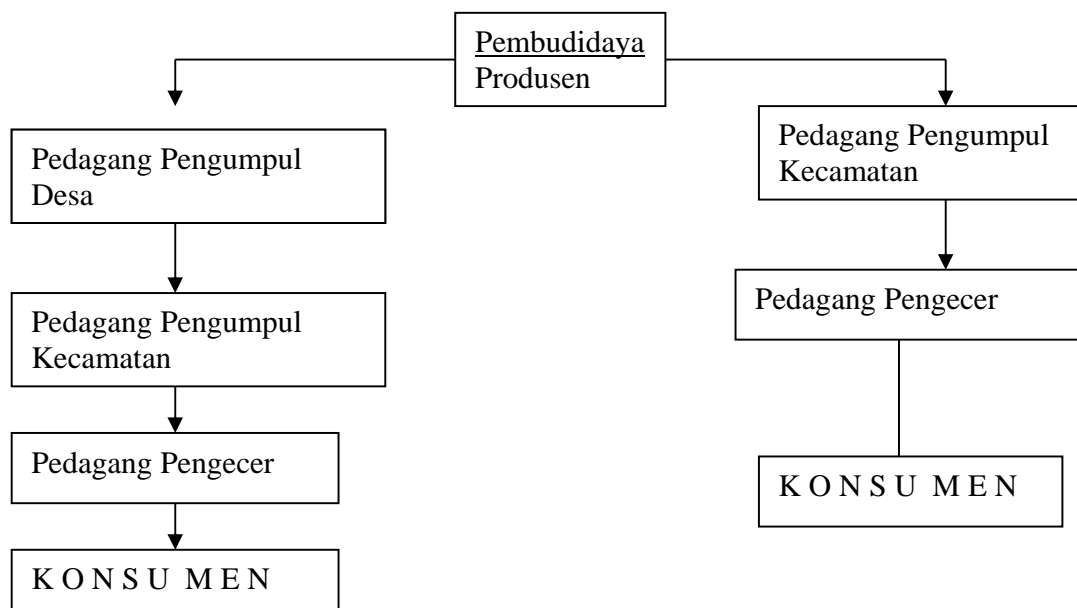 Pembudidaya
Produsen
Pedagang Pengumpul
Desa
Pedagang Pengumpul
Kecamatan
Pedagang Pengecer
K O N S U M E N
Pedagang Pengumpul
Kecamatan
Pedagang Pengecer
K O N S U M E N